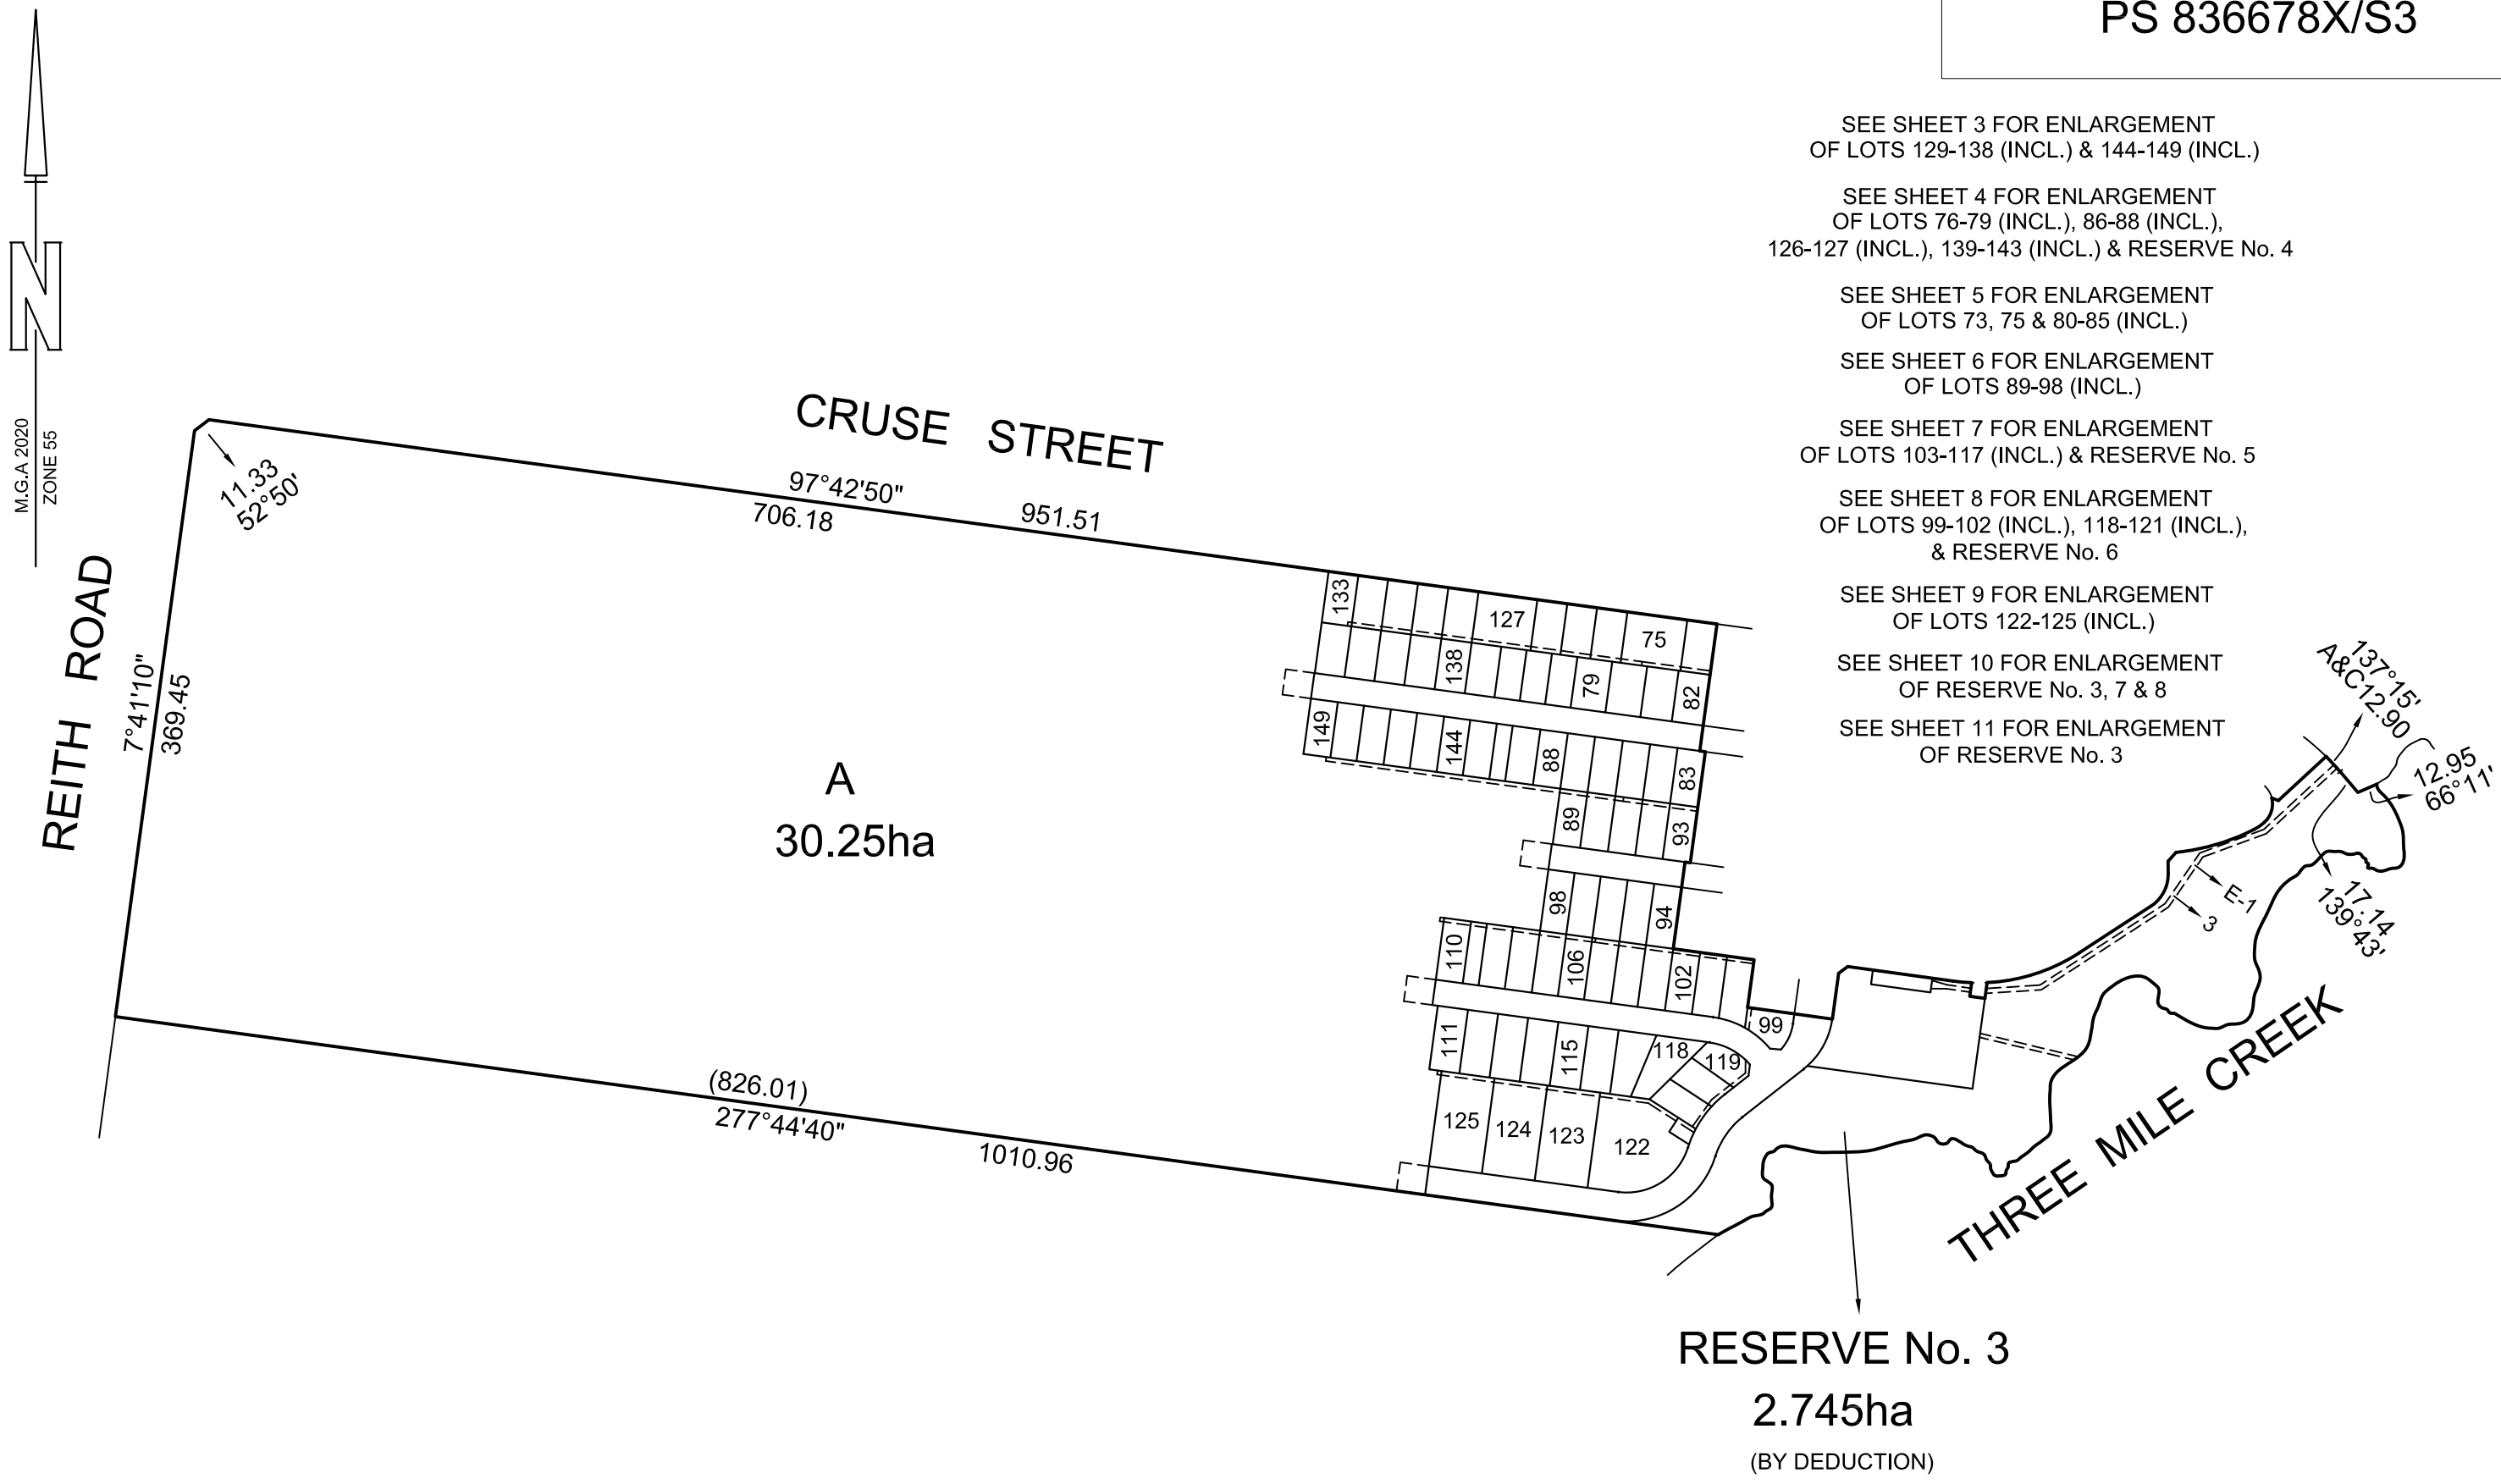 PS 836678X/S3
SEE SHEET 3 FOR ENLARGEMENT
OF LOTS 129-138 (INCL.) & 144-149 (INCL.)
SEE SHEET 4 FOR ENLARGEMENT
OF LOTS 76-79 (INCL.), 86-88 (INCL.),
126-127 (INCL.), 139-143 (INCL.) & RESERVE No. 4
SEE SHEET 5 FOR ENLARGEMENT
OF LOTS 73, 75 & 80-85 (INCL.)
SEE SHEET 6 FOR ENLARGEMENT
OF LOTS 89-98 (INCL.)
SEE SHEET 7 FOR ENLARGEMENT
OF LOTS 103-117 (INCL.) & RESERVE No. 5
SEE SHEET 8 FOR ENLARGEMENT
OF LOTS 99-102 (INCL.), 118-121 (INCL.),
& RESERVE No. 6
SEE SHEET 9 FOR ENLARGEMENT
OF LOTS 122-125 (INCL.)
SEE SHEET 10 FOR ENLARGEMENT
OF RESERVE No. 3, 7 & 8
SEE SHEET 11 FOR ENLARGEMENT
OF RESERVE No. 3
N
M.G.A 2020
ZONE 55
CRUSE STREET
97°42'50"
706.18
951.51
11.33
52°50'
REITH ROAD
7°41'10"
369.45
A
30.25ha
(826.01)
277°44'40"
1010.96
133
127
75
138
79
82
149
144
88
83
89
93
98
94
110
106
102
99
111
115
118
119
125
124
123
122
137°15'
A&C12.90
12.95
66°11'
17.14
139°43'
E-1
3
THREE MILE CREEK
RESERVE No. 3
2.745ha
(BY DEDUCTION)